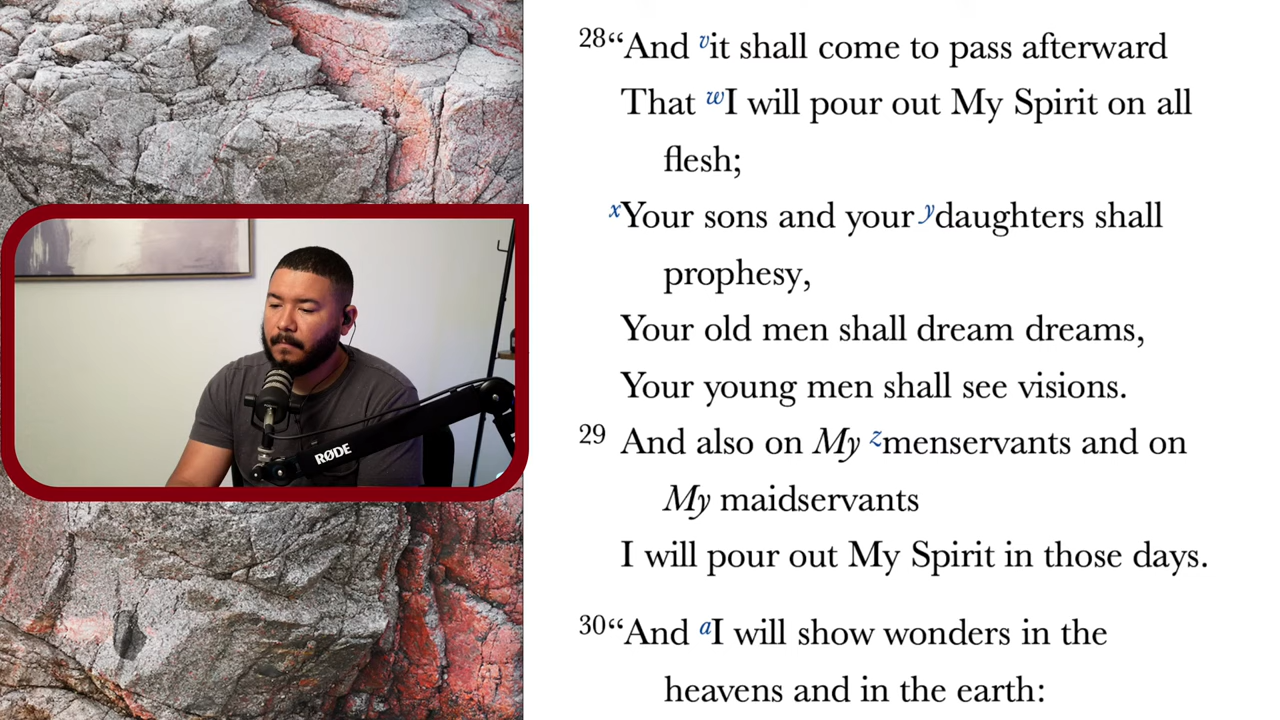 28“And vit shall come to pass afterward
That wI will pour out My Spirit on all
flesh;
xYour sons and your ydaughters shall
prophesy,
Your old men shall dream dreams,
Your young men shall see visions.
29 And also on My zmenservants and on
My maidservants
I will pour out My Spirit in those days.
30“And aI will show wonders in the
heavens and in the earth:
RØDE